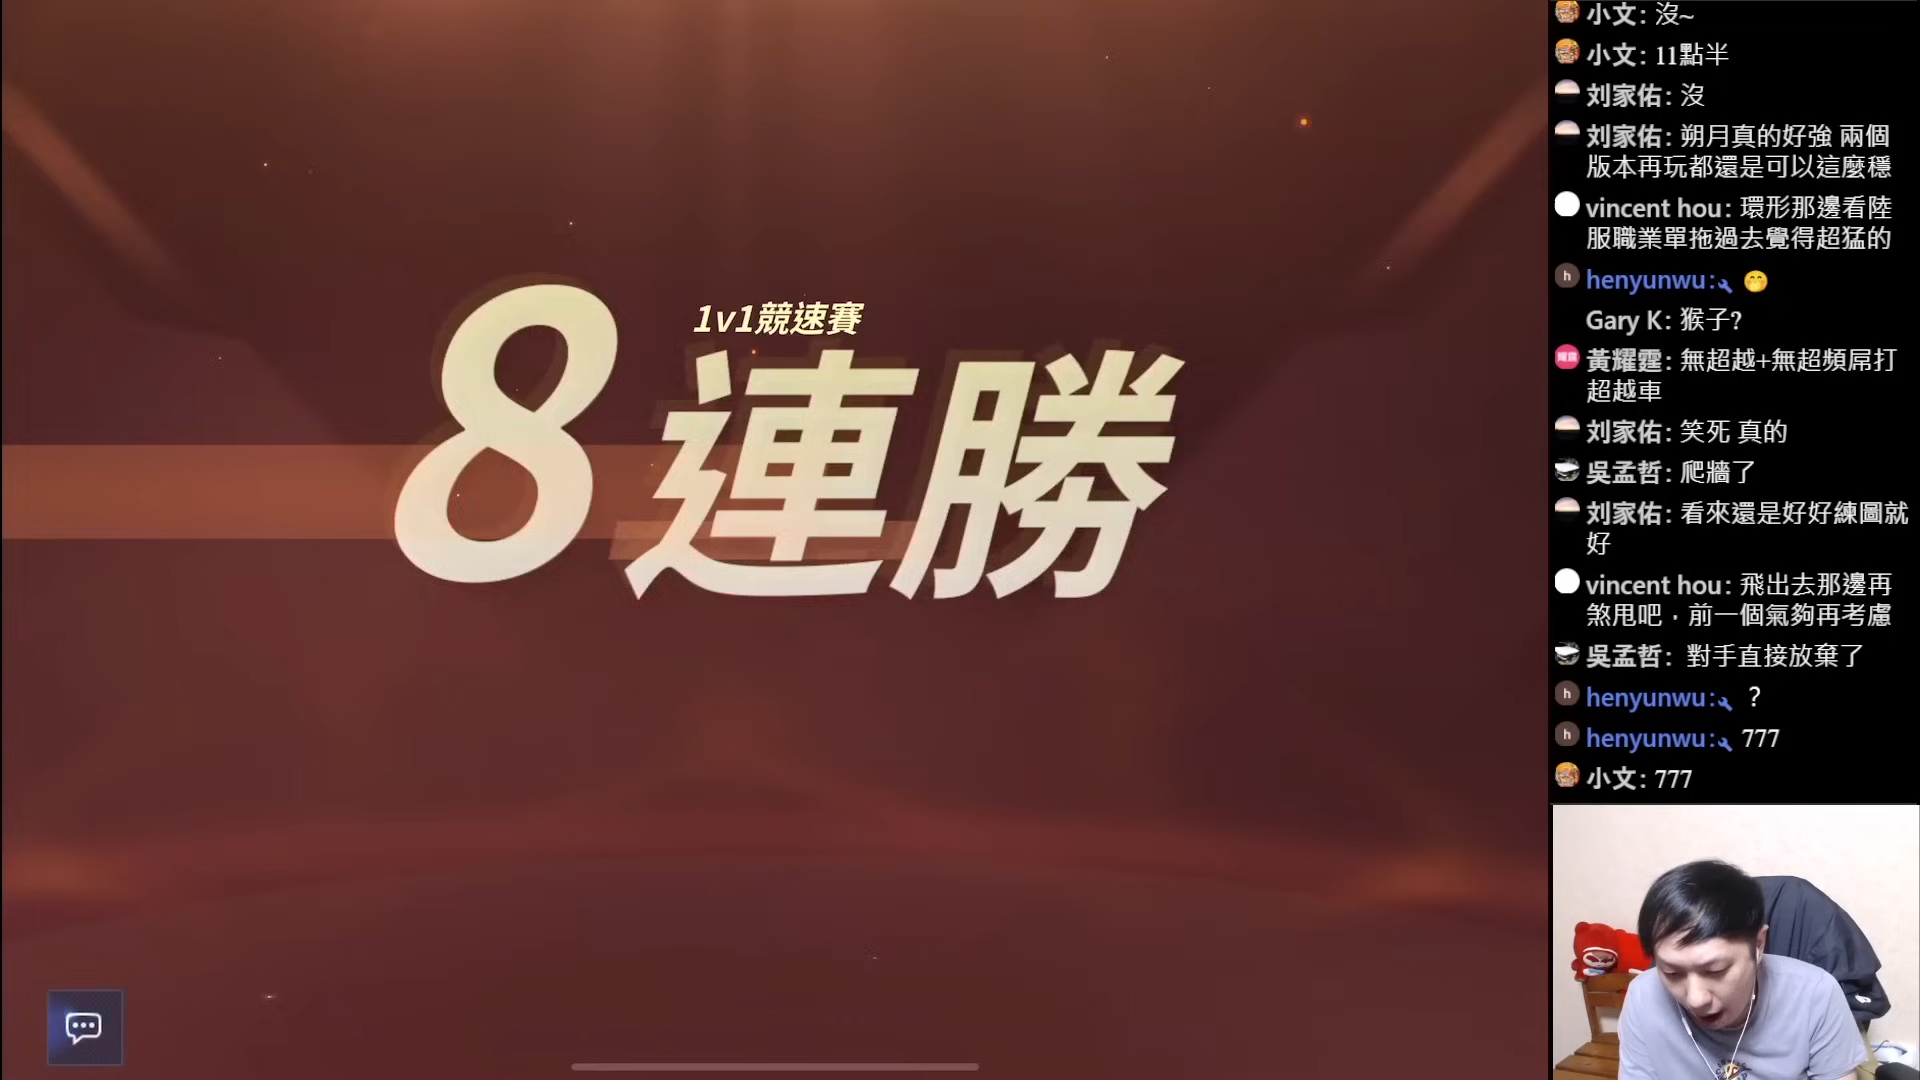 1v1競速賽
8連勝
小文: 沒~
小文: 11點半
刘家佑: 沒
刘家佑: 朔月真的好強 兩個
版本再玩都還是可以這麼穩
vincent hou: 環形那邊看陸
服職業單拖過去覺得超猛的
henyunwu: 🤭
Gary K: 猴子?
黃耀霆: 無超越+無超頻屌打
超越車
刘家佑: 笑死 真的
吳孟哲: 爬牆了
刘家佑: 看來還是好好練圖就
好
vincent hou: 飛出去那邊再
煞甩吧，前一個氣夠再考慮
吳孟哲: 對手直接放棄了
henyunwu: ?
henyunwu: 777
小文: 777